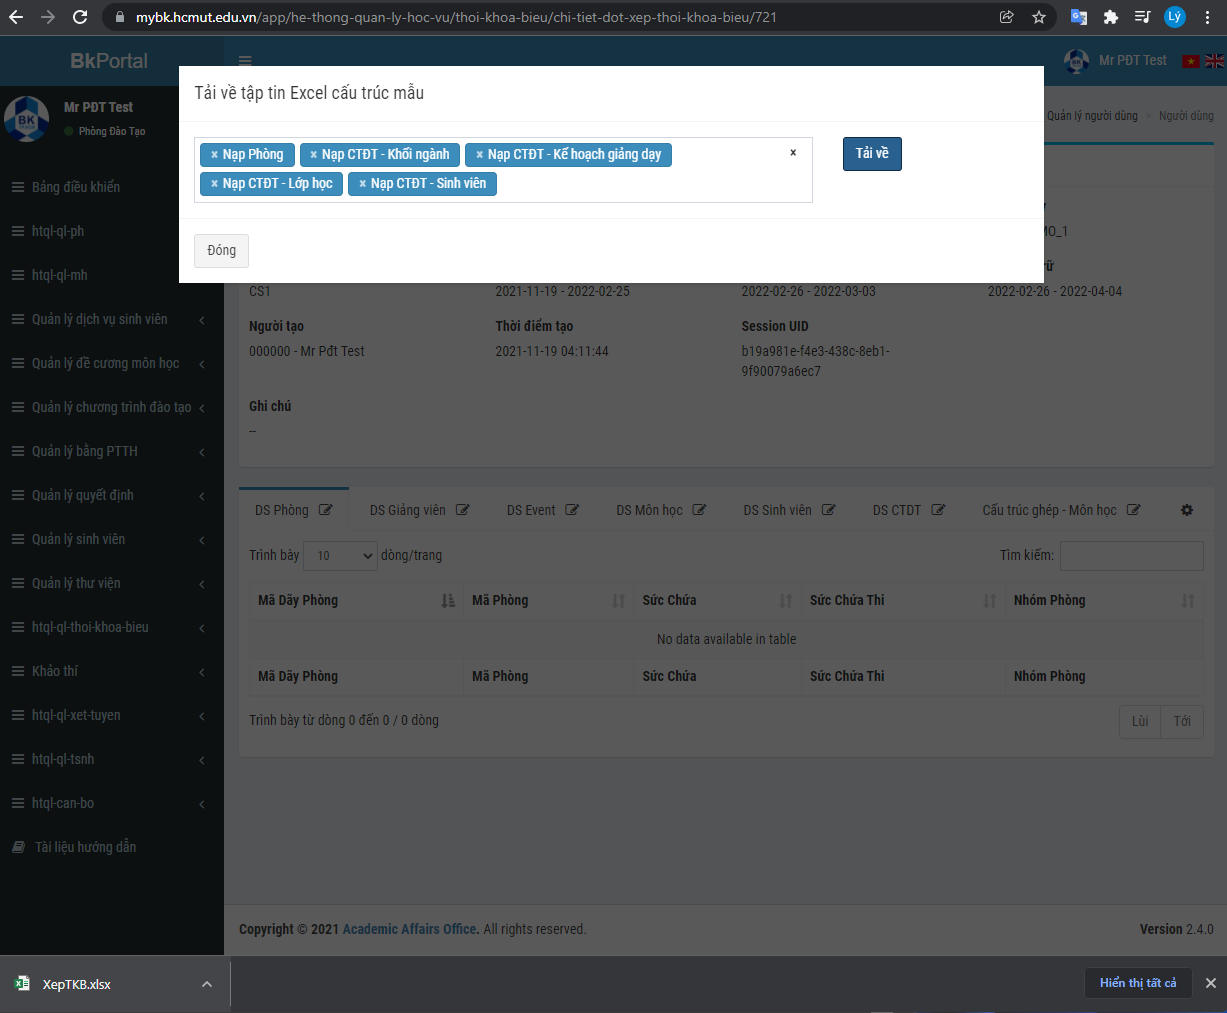 mybk.hcmut.edu.vn/app/he-thong-quan-ly-hoc-vu/thoi-khoa-bieu/chi-tiet-dot-xep-thoi-khoa-bieu/721
Lý
BkPortal
Mr PĐT Test
BK
Mr PĐT Test
Phòng Đào Tạo
Quản lý người dùng > Người dùng
Tải về tập tin Excel cấu trúc mẫu
× Nạp Phòng × Nạp CTĐT - Khối ngành × Nạp CTĐT - Kế hoạch giảng dạy ×
× Nạp CTĐT - Lớp học × Nạp CTĐT - Sinh viên
Tải về
Đóng
Bảng điều khiển
htql-ql-ph
htql-ql-mh
Quản lý dịch vụ sinh viên
Quản lý đề cương môn học
Quản lý chương trình đào tạo
Quản lý bằng PTTH
Quản lý quyết định
Quản lý sinh viên
Quản lý thư viện
htql-ql-thoi-khoa-bieu
Khảo thí
htql-ql-xet-tuyen
htql-ql-tsnh
htql-can-bo
Tài liệu hướng dẫn
MO_1
ữ
CS1 2021-11-19 - 2022-02-25 2022-02-26 - 2022-03-03 2022-02-26 - 2022-04-04
Người tạo Thời điểm tạo Session UID
000000 - Mr Pđt Test 2021-11-19 04:11:44 b19a981e-f4e3-438c-8eb1-
9f90079a6ec7
Ghi chú
--
DS Phòng DS Giảng viên DS Event DS Môn học DS Sinh viên DS CTDT Cấu trúc ghép - Môn học
Trình bày 10 dòng/trang Tìm kiếm:
Mã Dãy Phòng Mã Phòng Sức Chứa Sức Chứa Thi Nhóm Phòng
No data available in table
Mã Dãy Phòng Mã Phòng Sức Chứa Sức Chứa Thi Nhóm Phòng
Trình bày từ dòng 0 đến 0 / 0 dòng
Lùi Tới
Copyright © 2021 Academic Affairs Office. All rights reserved. Version 2.4.0
XepTKB.xlsx
Hiển thị tất cả